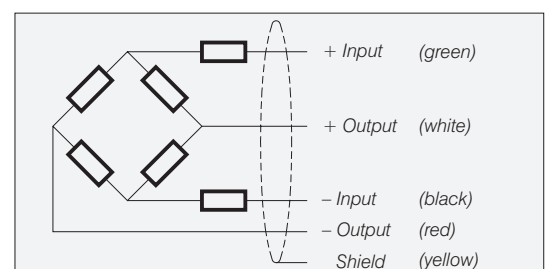 + Input (green)
+ Output (white)
– Input (black)
– Output (red)
Shield (yellow)